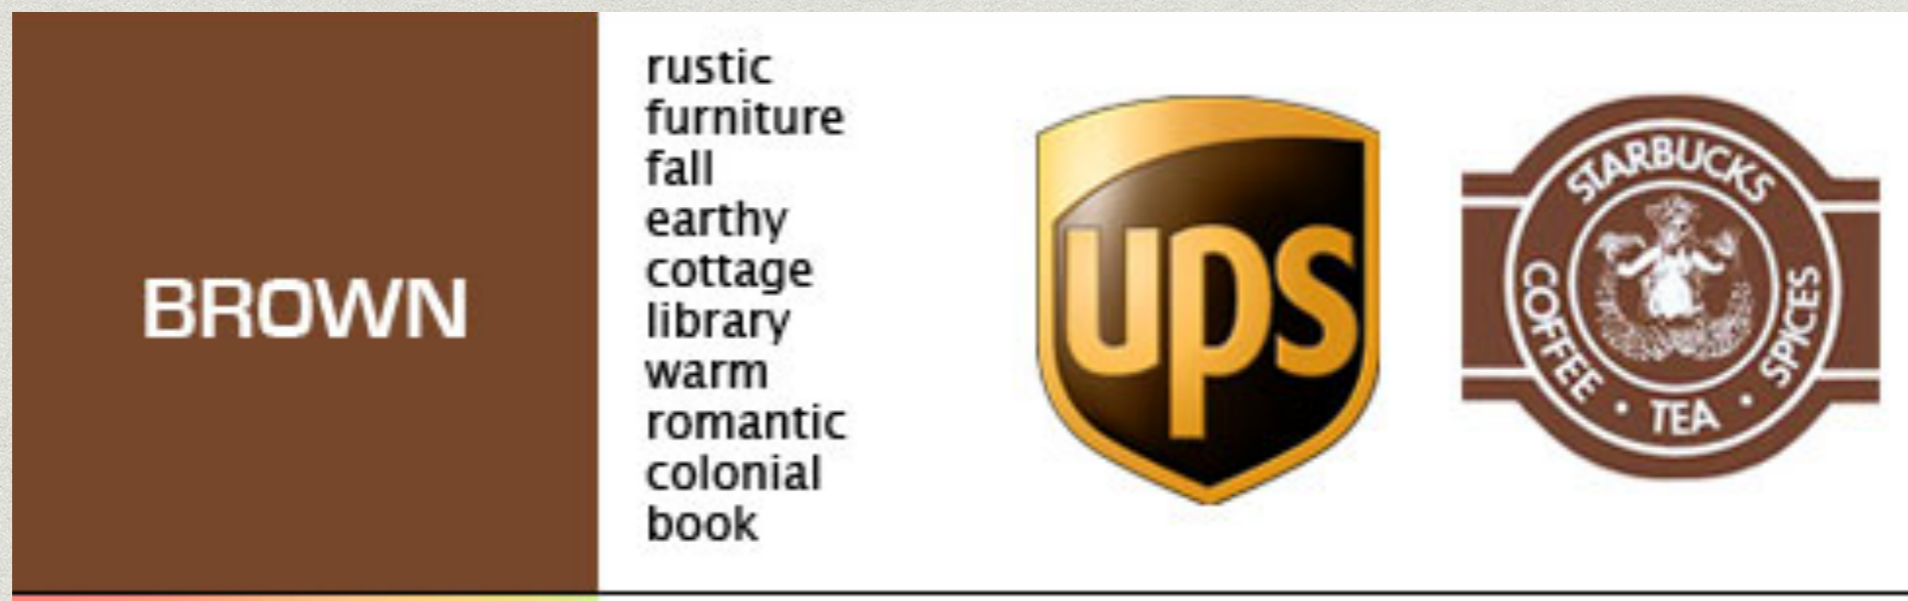 BROWN
rustic
furniture
fall
earthy
cottage
library
warm
romantic
colonial
book
ups
STARBUCKS
COFFEE • TEA • SPICES